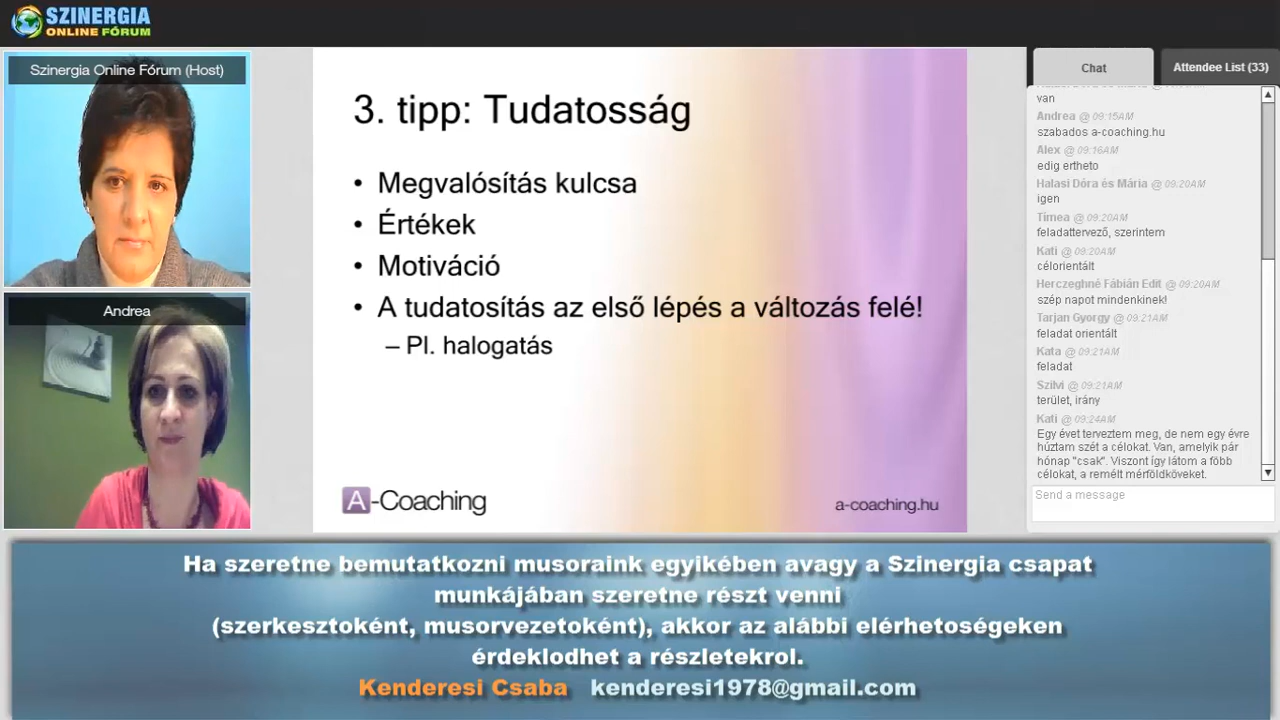 SZINERGIA
ONLINE FÓRUM
Szinergia Online Fórum (Host)
Andrea
3. tipp: Tudatosság
• Megvalósítás kulcsa
• Értékek
• Motiváció
• A tudatosítás az első lépés a változás felé!
– Pl. halogatás
A-Coaching
a-coaching.hu
Chat
Attendee List (33)
van
Andrea @ 09:15AM
szabados a-coaching.hu
Alex @ 09:16AM
edig ertheto
Halasi Dóra és Mária @ 09:20AM
igen
Tímea @ 09:20AM
feladattervező, szerintem
Kati @ 09:20AM
célorientált
Herczeghné Fábián Edit @ 09:20AM
szép napot mindenkinek!
Tarjan Gyorgy @ 09:21AM
feladat orientált
Kata @ 09:21AM
feladat
Szilvi @ 09:21AM
terület, irány
Kati @ 09:24AM
Egy évet terveztem meg, de nem egy évre
húztam szét a célokat. Van, amelyik pár
hónap "csak". Viszont így látom a föbb
célokat, a remélt mérföldköveket.
Send a message
Ha szeretne bemutatkozni musoraink egyikében avagy a Szinergia csapat
munkájában szeretne részt venni
(szerkesztoként, musorvezetoként), akkor az alábbi elérhetoségeken
érdeklodhet a részletekrol.
Kenderesi Csaba kenderesi1978@gmail.com